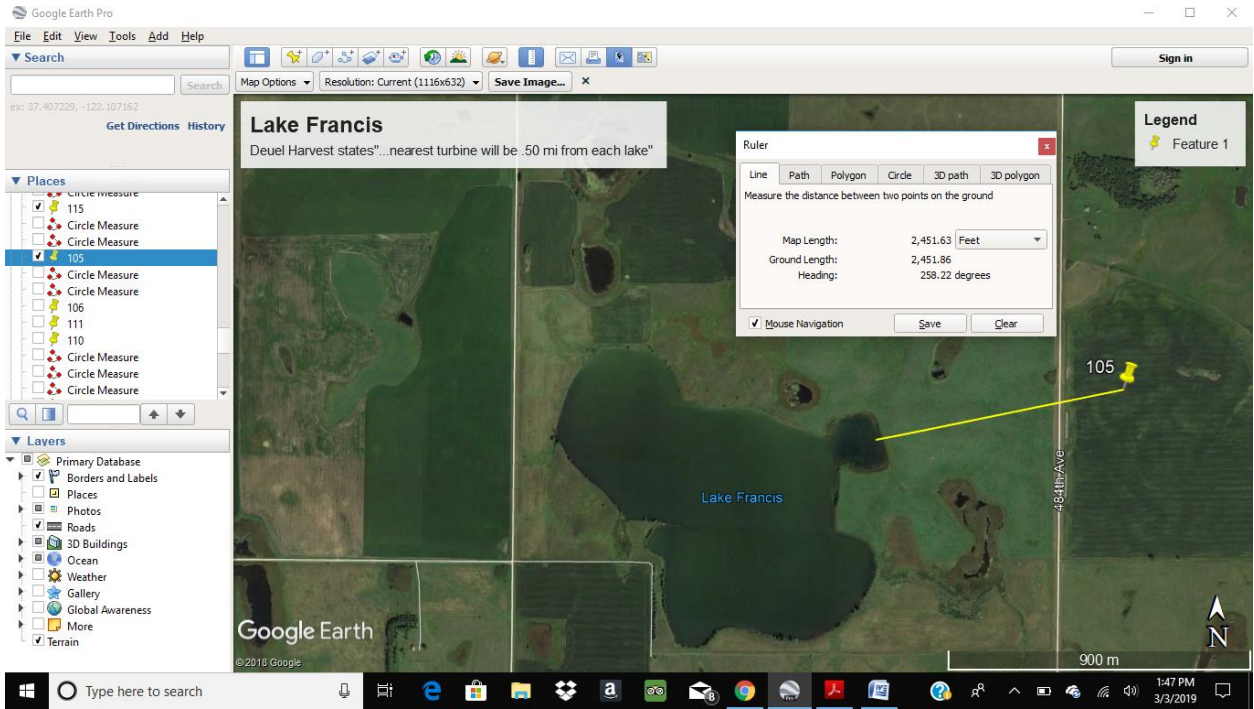 Google Earth Pro
File Edit View Tools Add Help
Search
Search
ex: 37.407229, -122.107162
Get Directions History
Places
Circle Measure
115
Circle Measure
Circle Measure
105
Circle Measure
Circle Measure
106
111
110
Circle Measure
Circle Measure
Circle Measure
Layers
Primary Database
Borders and Labels
Places
Photos
Roads
3D Buildings
Ocean
Weather
Gallery
Global Awareness
More
Terrain
Sign in
Map Options Resolution: Current (1116x632) Save Image... X
Lake Francis
Deuel Harvest states"...nearest turbine will be .50 mi from each lake"
Legend
Feature 1
Ruler
x
Line Path Polygon Circle 3D path 3D polygon
Measure the distance between two points on the ground
Map Length: 2,451.63 Feet
Ground Length: 2,451.86
Heading: 258.22 degrees
Mouse Navigation Save Clear
105
484th Ave
Lake Francis
Google Earth
©2018 Google
900 m
N
Type here to search
a
8
1:47 PM
3/3/2019